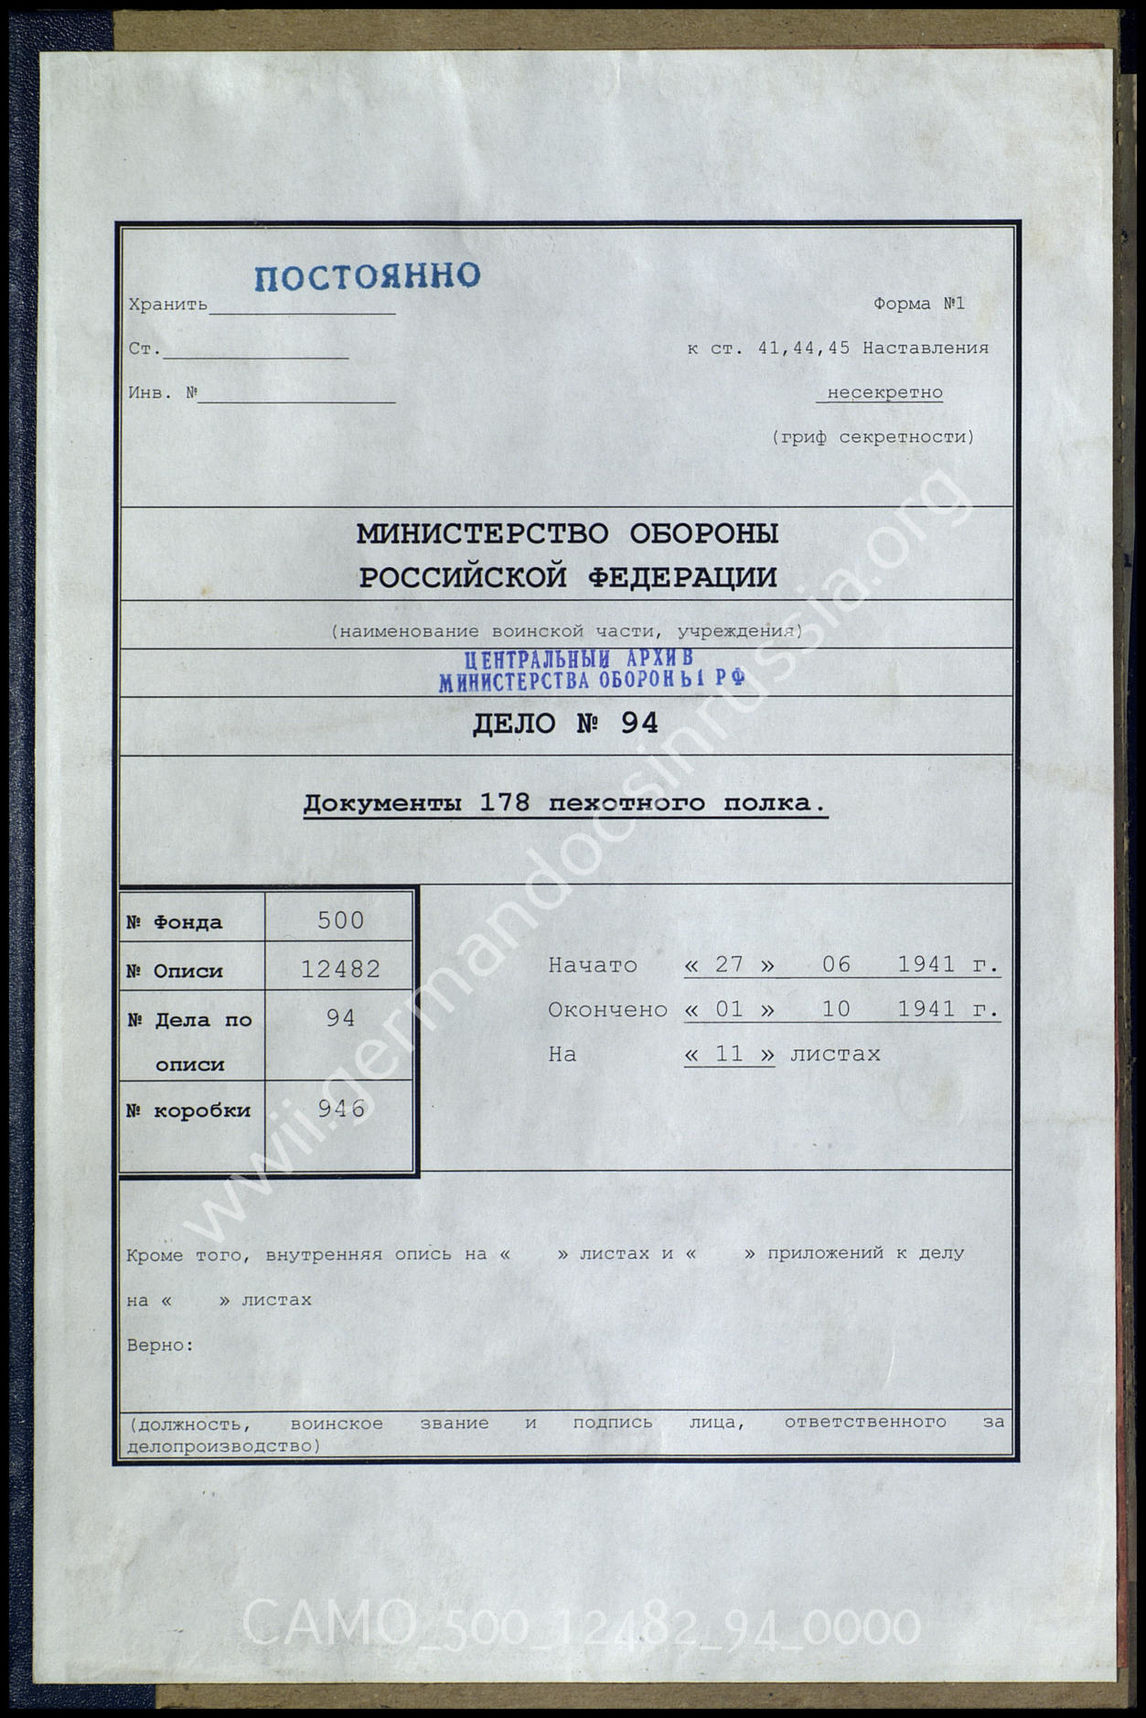 ПОСТОЯННО
Хранить
Форма №1
Ст.
к ст. 41,44,45 Наставления
Инв. №
несекретно
(гриф секретности)
МИНИСТЕРСТВО ОБОРОНЫ
РОССИЙСКОЙ ФЕДЕРАЦИИ
(наименование воинской части, учреждения)
ЦЕНТРАЛЬНЫЙ АРХИВ
МИНИСТЕРСТВА ОБОРОНЫ РФ
ДЕЛО № 94
Документы 178 пехотного полка.
№ Фонда 500
№ Описи 12482
№ Дела по описи 94
№ коробки 946
Начато « 27 » 06 1941 г.
Окончено « 01 » 10 1941 г.
На « 11 » листах
Кроме того, внутренняя опись на « » листах и « » приложений к делу
на « » листах
Верно:
(должность, воинское звание и подпись лица, ответственного за
делопроизводство)
wwii.germandocsinrussia.org
CAMO_500_12482_94_0000